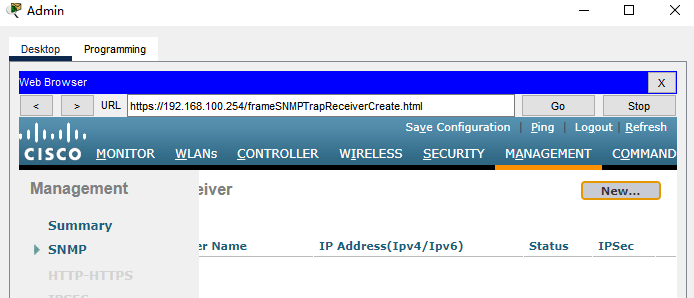 Admin
Desktop Programming
Web Browser X
< > URL https://192.168.100.254/frameSNMPTrapReceiverCreate.html Go Stop
Save Configuration | Ping | Logout | Refresh
CISCO MONITOR WLANs CONTROLLER WIRELESS SECURITY MANAGEMENT COMMAND
Management eiver New...
Summary
SNMP er Name IP Address(Ipv4/Ipv6) Status IPSec
HTTP-HTTPS
IPSEC